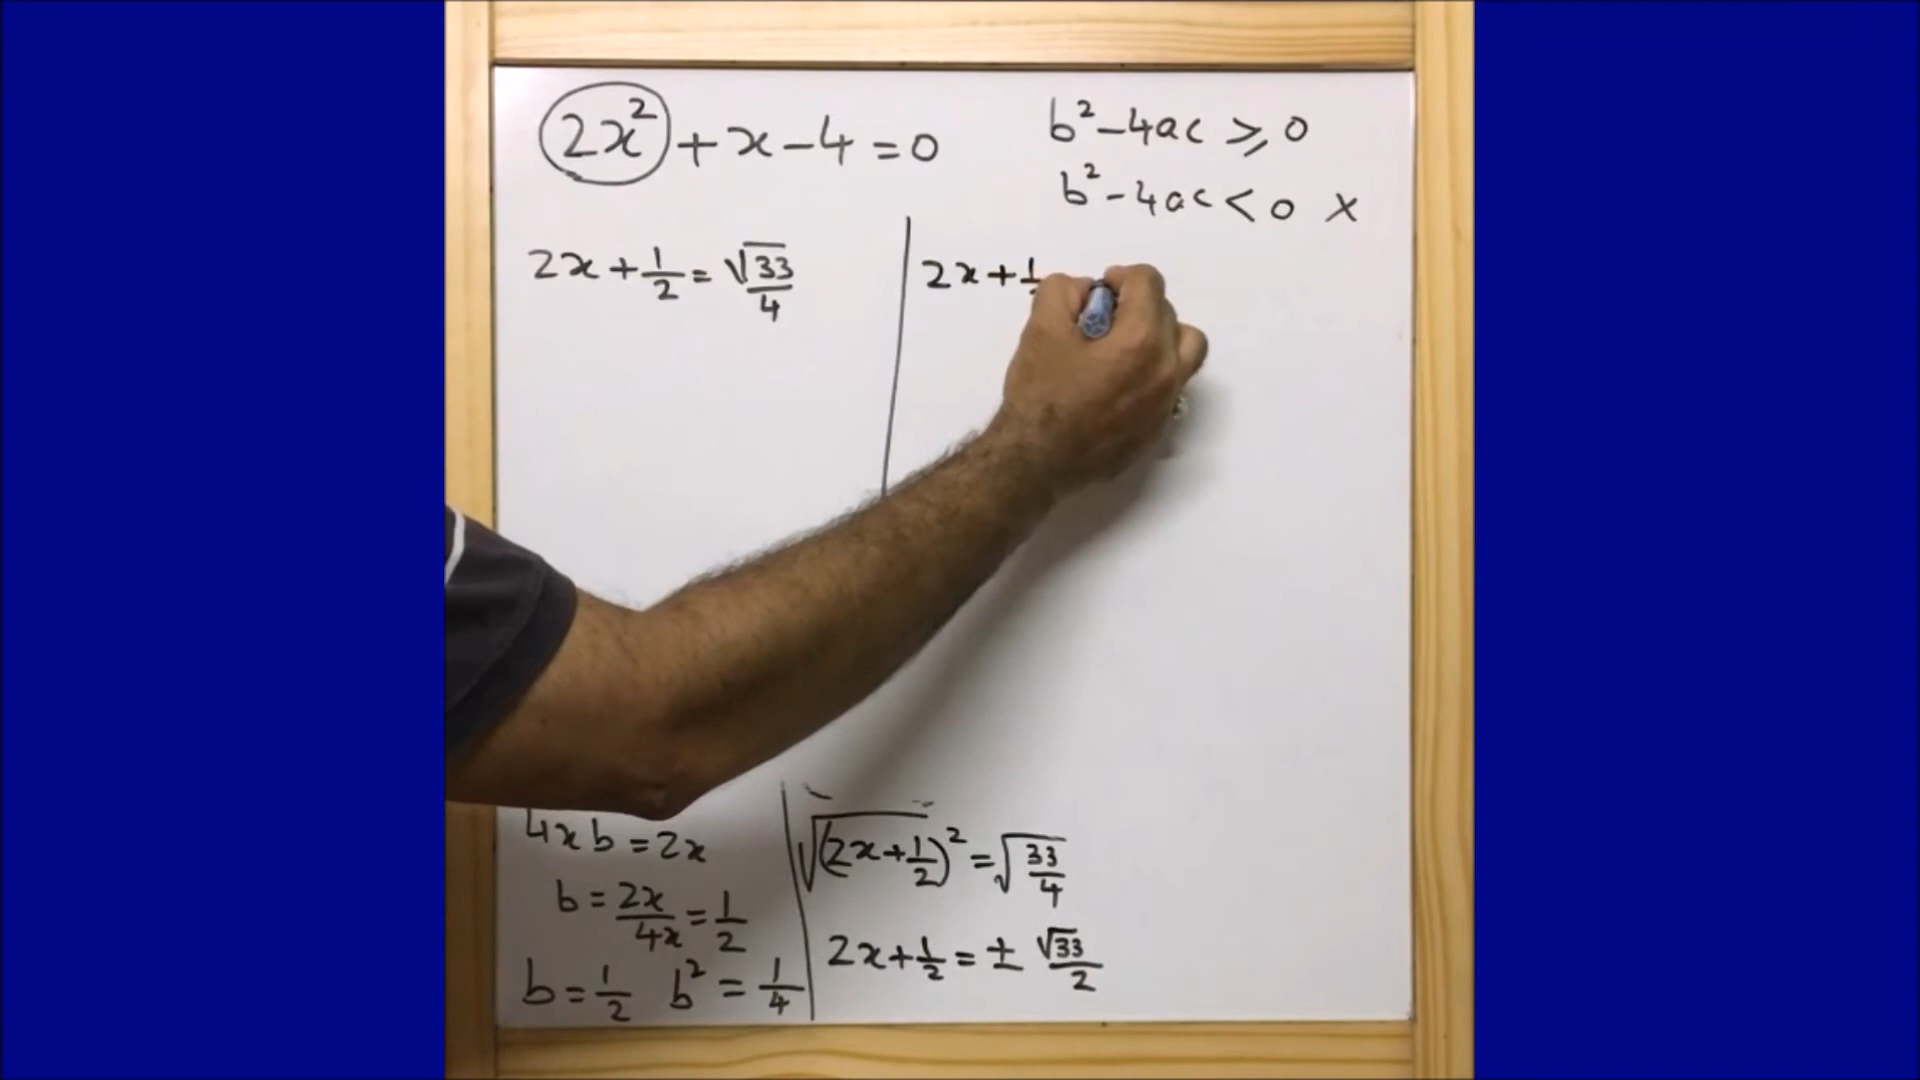 2x² + x - 4 = 0
b² - 4ac ⩾ 0
b² - 4ac < 0 x
2x + 1/2 = √33/4
2x + 1
4x b = 2x
b = 2x/4x = 1/2
b = 1/2 b² = 1/4
√(2x + 1/2)² = √33/4
2x + 1/2 = ± √33/2